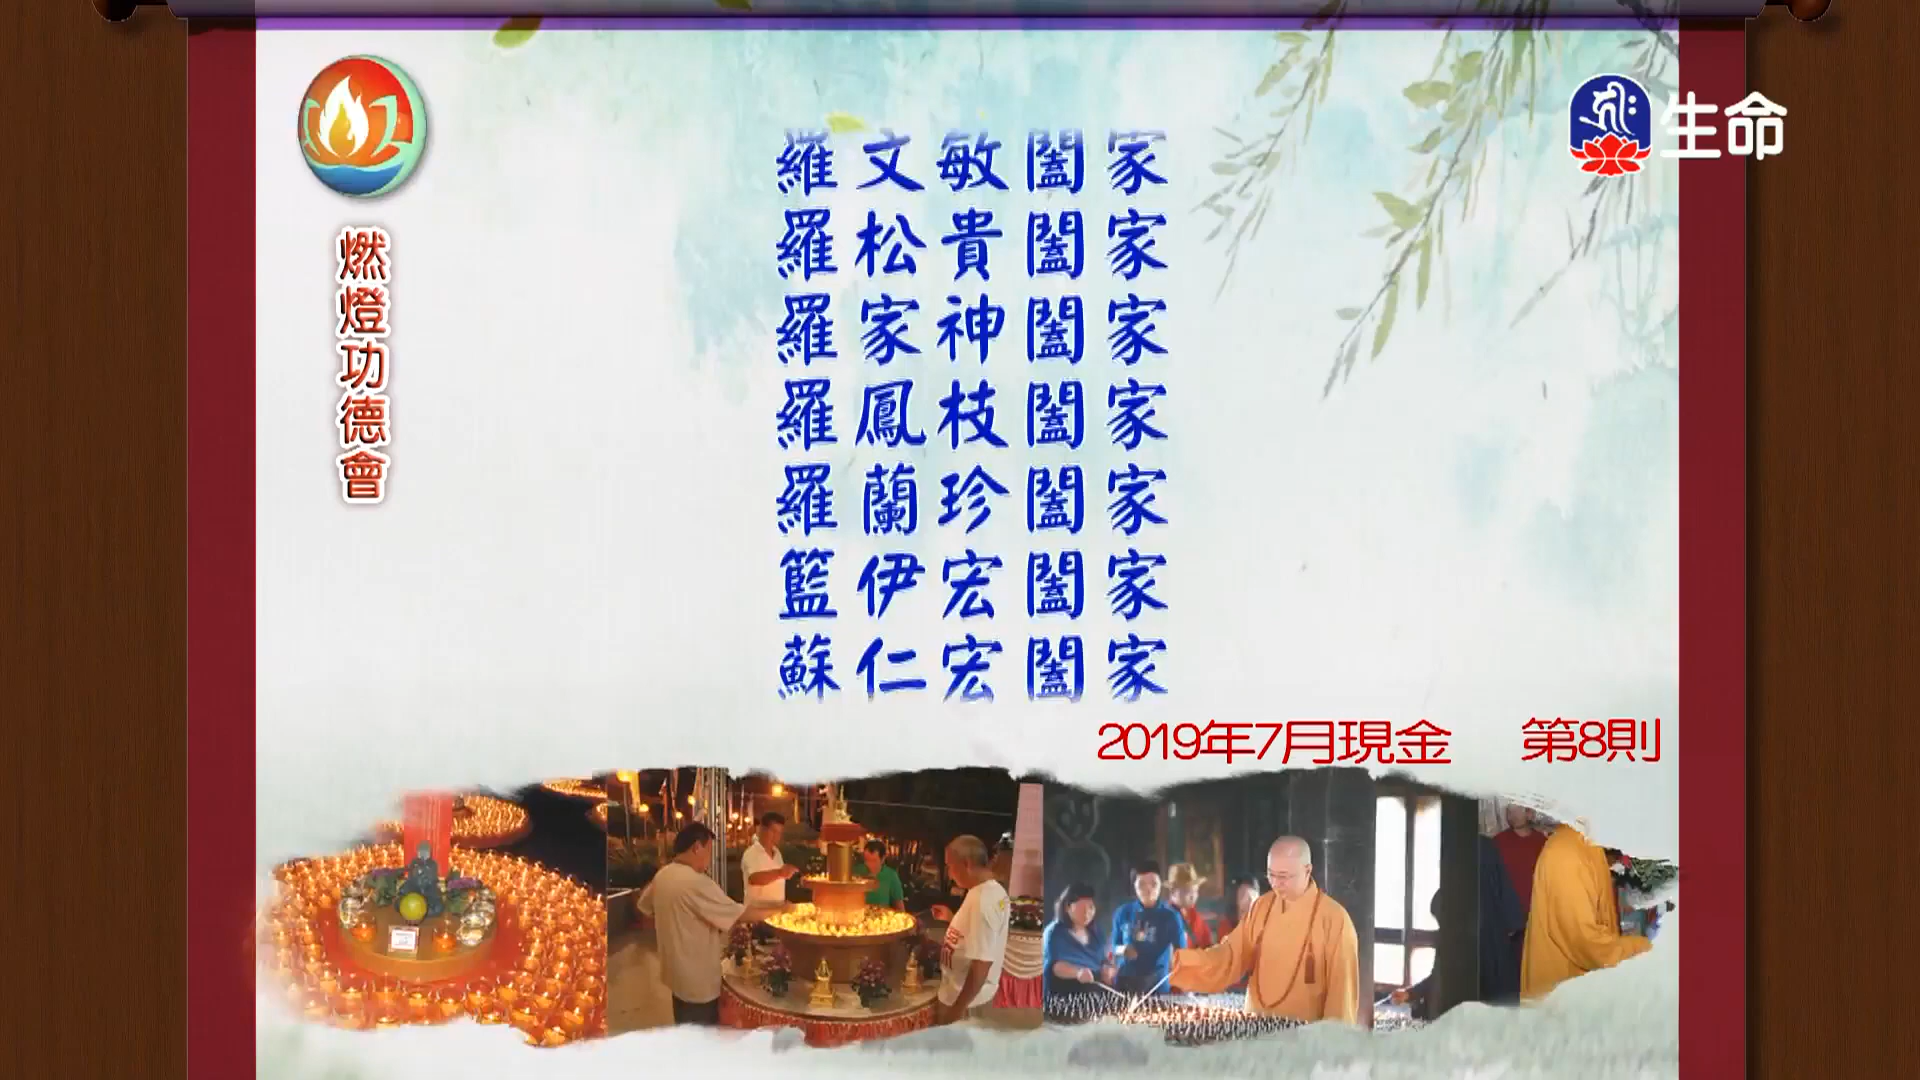 生命
燃燈功德會
羅文敏闔家
羅松貴闔家
羅家神闔家
羅鳳枝闔家
羅蘭珍闔家
籃伊宏闔家
蘇仁宏闔家
2019年7月現金 第8則